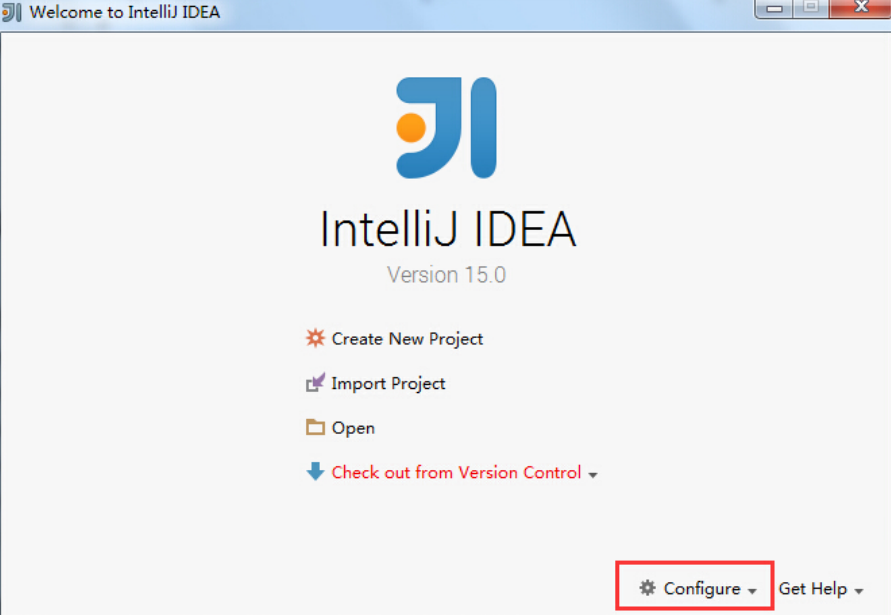 Welcome to IntelliJ IDEA
IntelliJ IDEA
Version 15.0
Create New Project
Import Project
Open
Check out from Version Control
Configure
Get Help